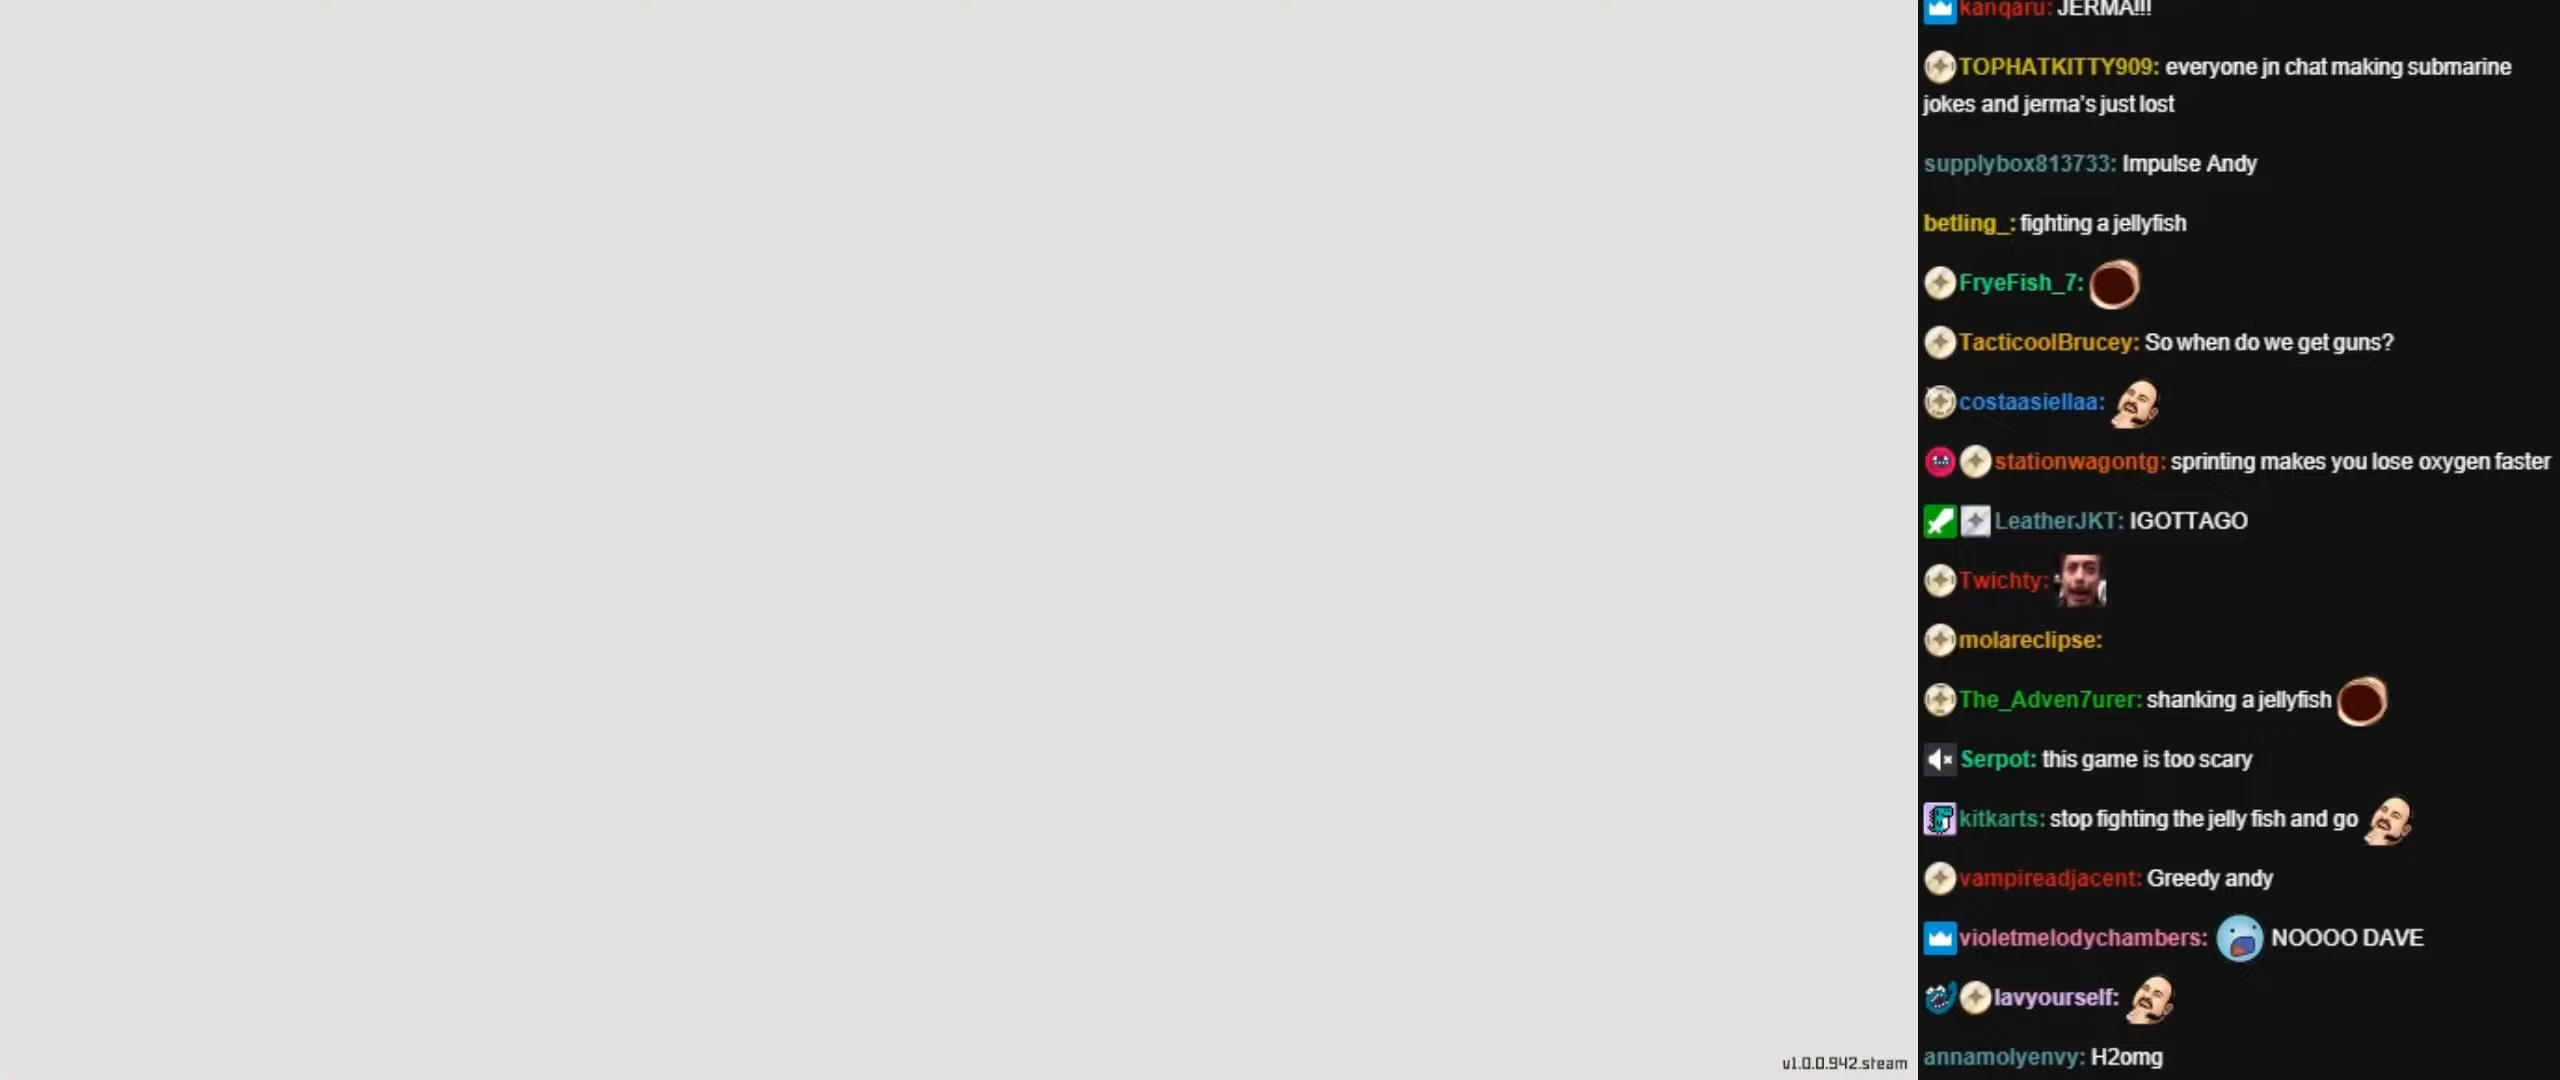 kanqaru: JERMA!!!
TOPHATKITTY909: everyone jn chat making submarine
jokes and jerma's just lost
supplybox813733: Impulse Andy
betling_: fighting a jellyfish
FryeFish_7:
TacticoolBrucey: So when do we get guns?
costaasiellaa:
stationwagontg: sprinting makes you lose oxygen faster
LeatherJKT: IGOTTAGO
Twichty:
molareclipse:
The_Adven7urer: shanking a jellyfish
Serpot: this game is too scary
kitkarts: stop fighting the jelly fish and go
vampireadjacent: Greedy andy
violetmelodychambers: NOOOO DAVE
lavyourself:
annamolyenvy: H2omg
v1.0.0.942.steam